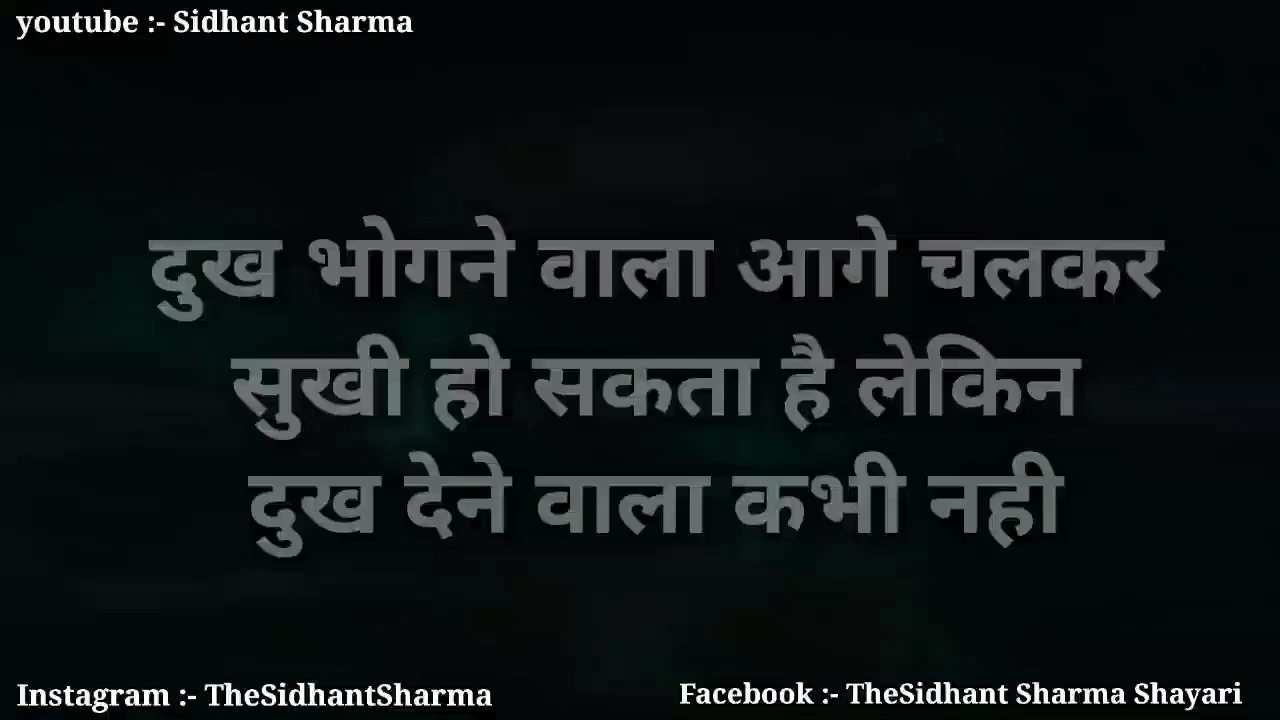 youtube :- Sidhant Sharma
दुख भोगने वाला आगे चलकर
सुखी हो सकता है लेकिन
दुख देने वाला कभी नही
Instagram :- TheSidhantSharma
Facebook :- TheSidhant Sharma Shayari